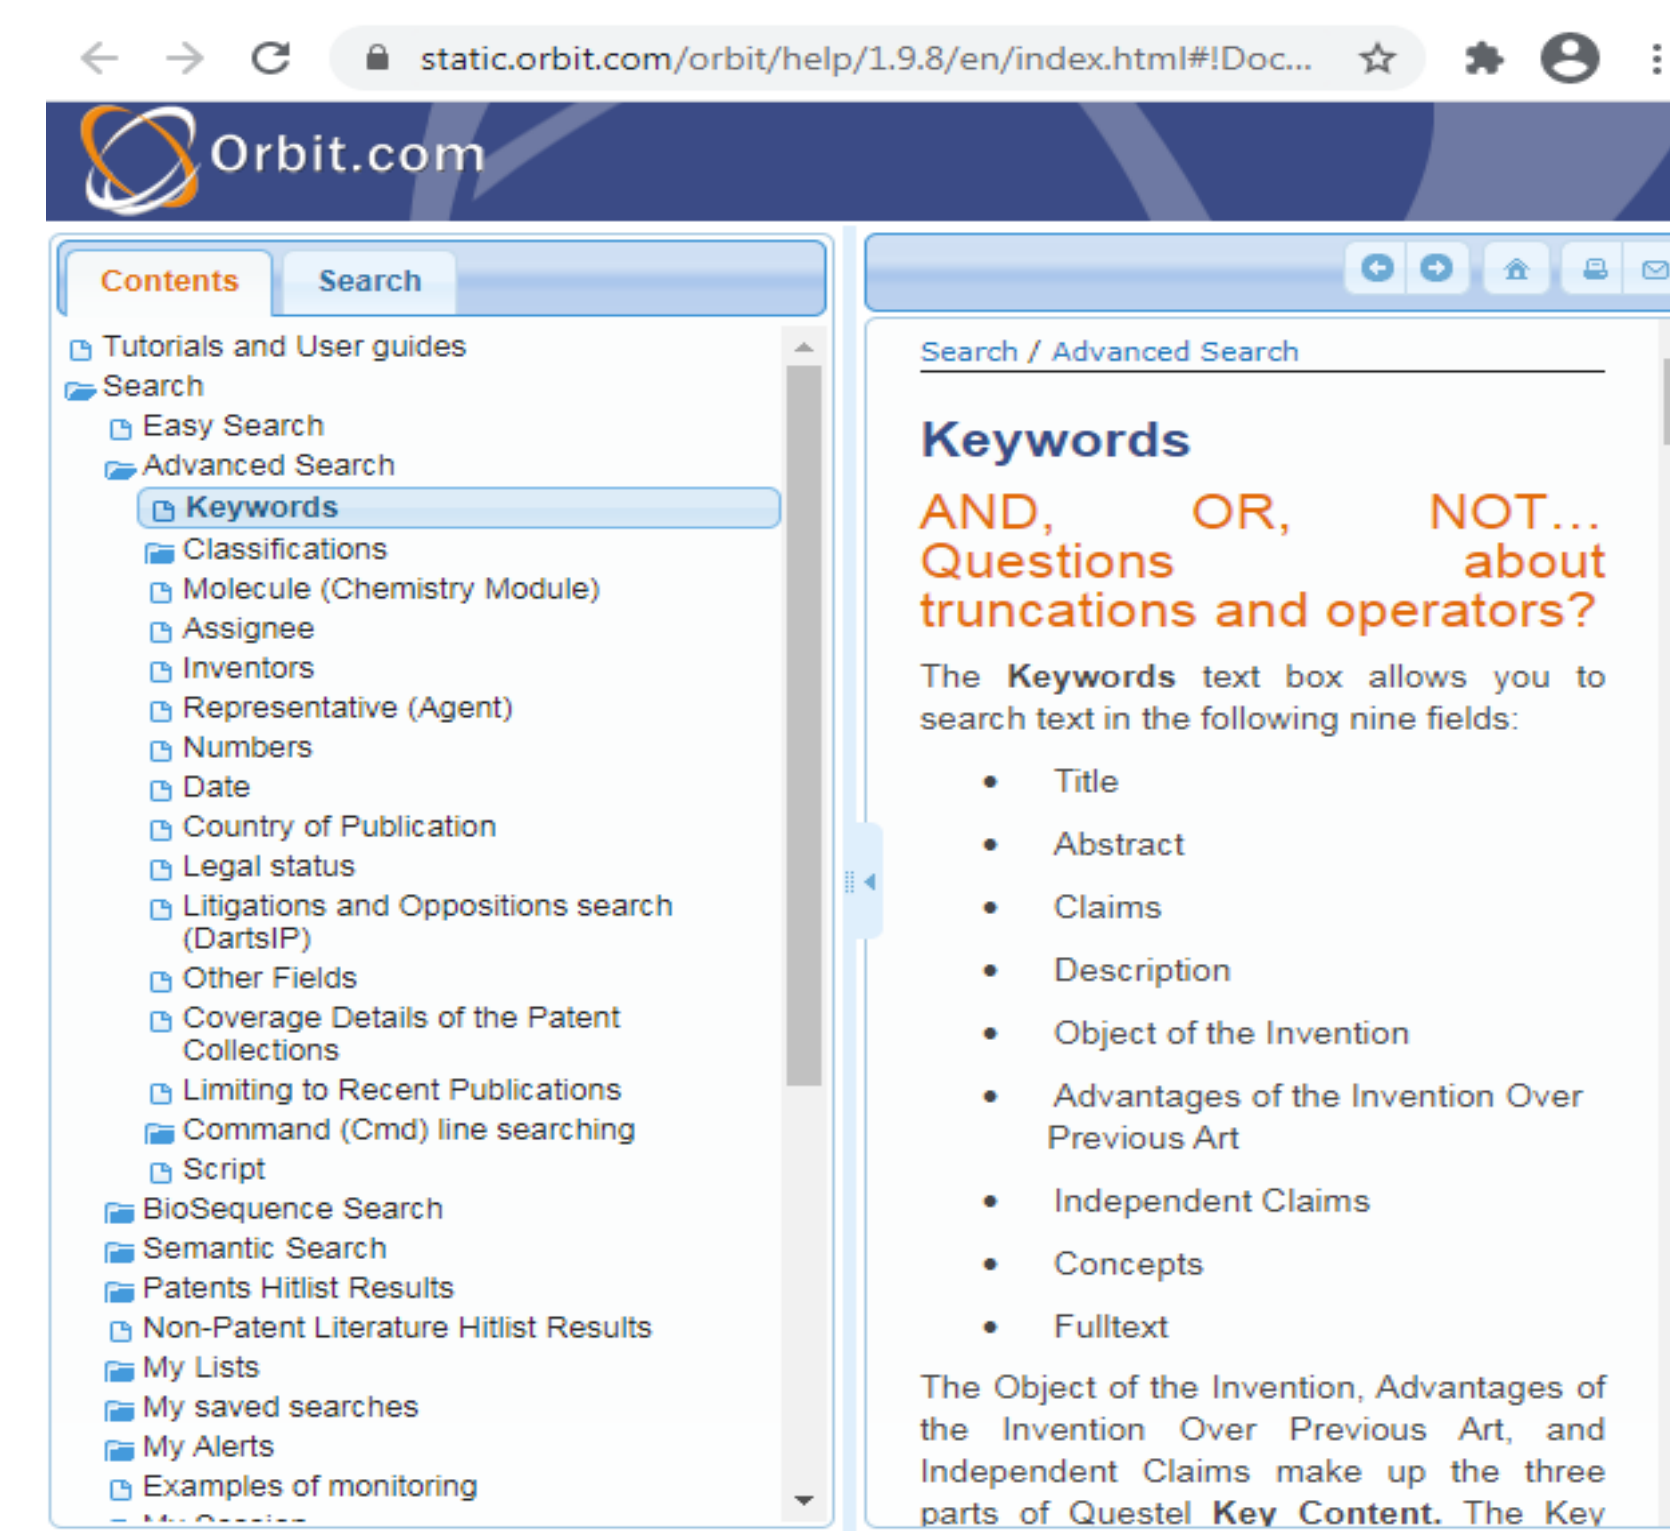 static.orbit.com/orbit/help/1.9.8/en/index.html#!Doc...
Orbit.com
Contents
Search
Tutorials and User guides
Search
Easy Search
Advanced Search
Keywords
Classifications
Molecule (Chemistry Module)
Assignee
Inventors
Representative (Agent)
Numbers
Date
Country of Publication
Legal status
Litigations and Oppositions search
(DartsIP)
Other Fields
Coverage Details of the Patent
Collections
Limiting to Recent Publications
Command (Cmd) line searching
Script
BioSequence Search
Semantic Search
Patents Hitlist Results
Non-Patent Literature Hitlist Results
My Lists
My saved searches
My Alerts
Examples of monitoring
Search / Advanced Search
Keywords
AND, OR, NOT...
Questions about
truncations and operators?
The Keywords text box allows you to
search text in the following nine fields:
• Title
• Abstract
• Claims
• Description
• Object of the Invention
• Advantages of the Invention Over
Previous Art
• Independent Claims
• Concepts
• Fulltext
The Object of the Invention, Advantages of
the Invention Over Previous Art, and
Independent Claims make up the three
parts of Questel Key Content. The Key